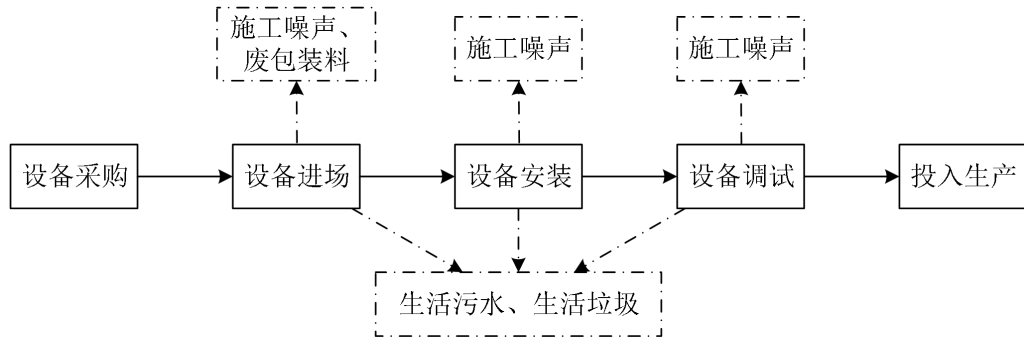 施工噪声、
废包装料
施工噪声
施工噪声
设备采购
设备进场
设备安装
设备调试
投入生产
生活污水、生活垃圾